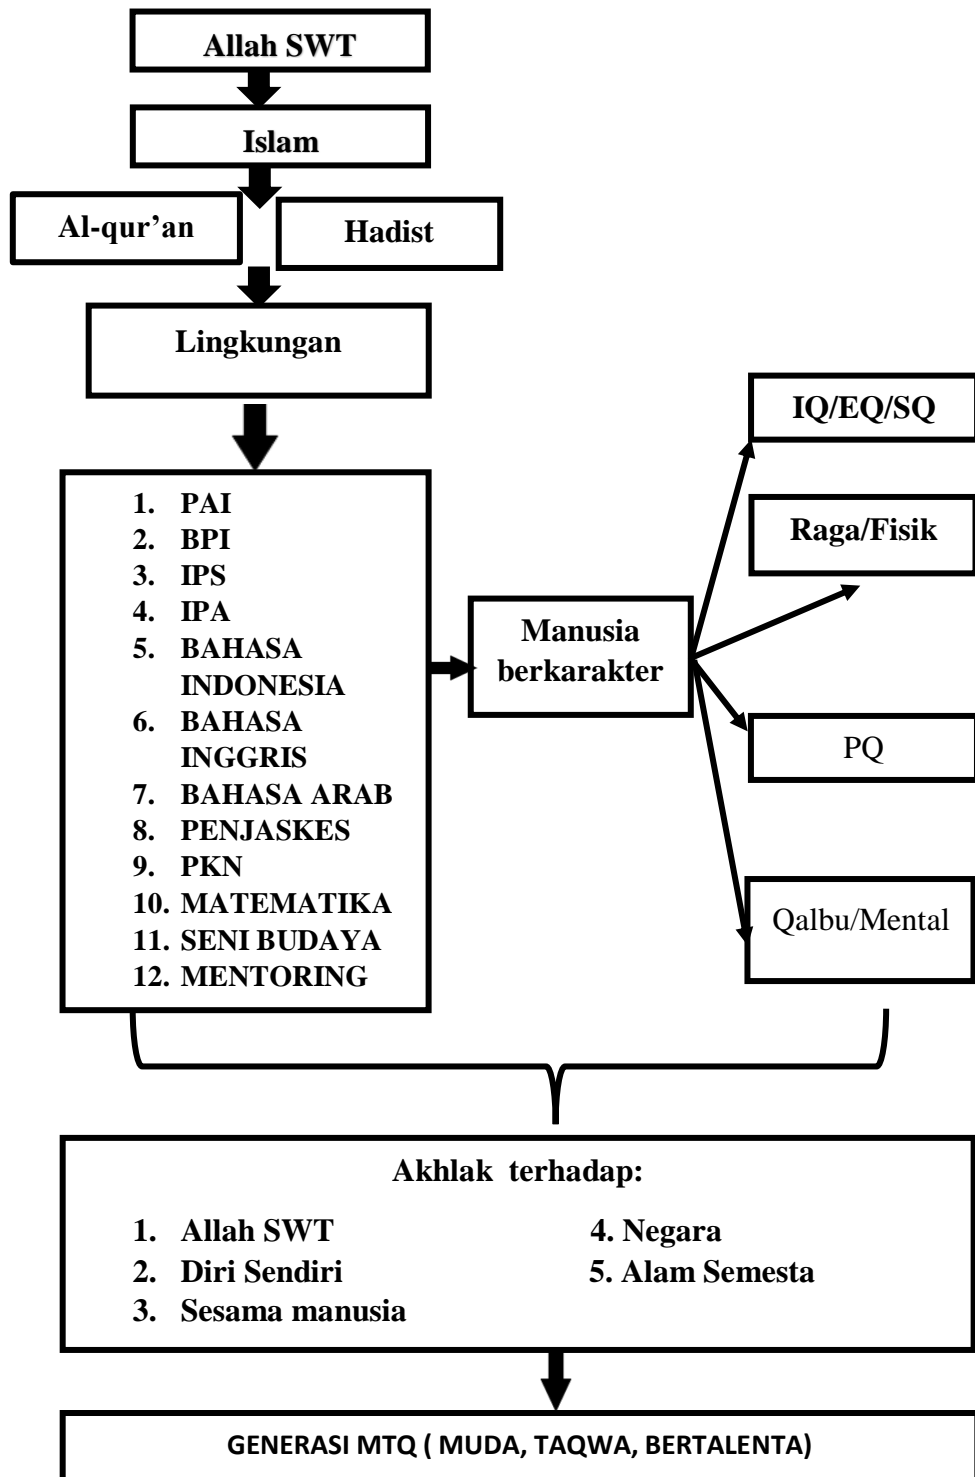 Allah SWT
Islam
Al-qur’an
Hadist
Lingkungan
IQ/EQ/SQ
Raga/Fisik
1. PAI
2. BPI
3. IPS
4. IPA
5. BAHASA
INDONESIA
6. BAHASA
INGGRIS
7. BAHASA ARAB
8. PENJASKES
9. PKN
10. MATEMATIKA
11. SENI BUDAYA
12. MENTORING
Manusia
berkarakter
PQ
Qalbu/Mental
Akhlak terhadap:
1. Allah SWT
2. Diri Sendiri
3. Sesama manusia
4. Negara
5. Alam Semesta
GENERASI MTQ ( MUDA, TAQWA, BERTALENTA)